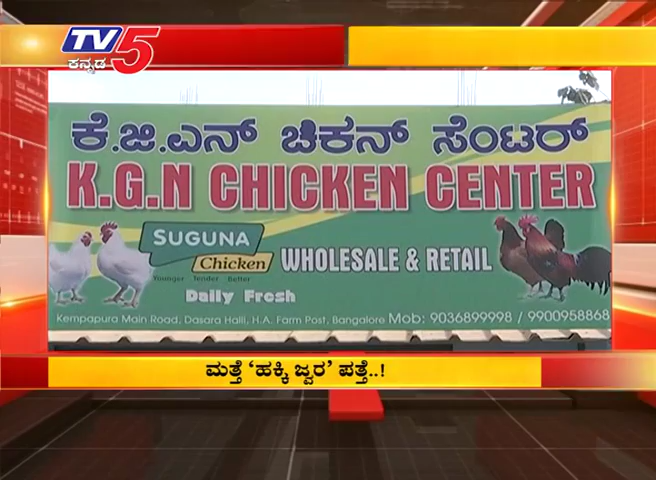 TV5
ಕನ್ನಡ
ಕೆ.ಜಿ.ಎನ್ ಚಿಕನ್ ಸೆಂಟರ್
K.G.N CHICKEN CENTER
SUGUNA
Chicken
Younger Tender Better
WHOLESALE & RETAIL
Daily Fresh
Kempapura Main Road, Dasara Halli, H.A. Farm Post, Bangalore Mob: 9036899998 / 9900958868
ಮತ್ತೆ ‘ಹಕ್ಕಿ ಜ್ವರ’ ಪತ್ತೆ..!